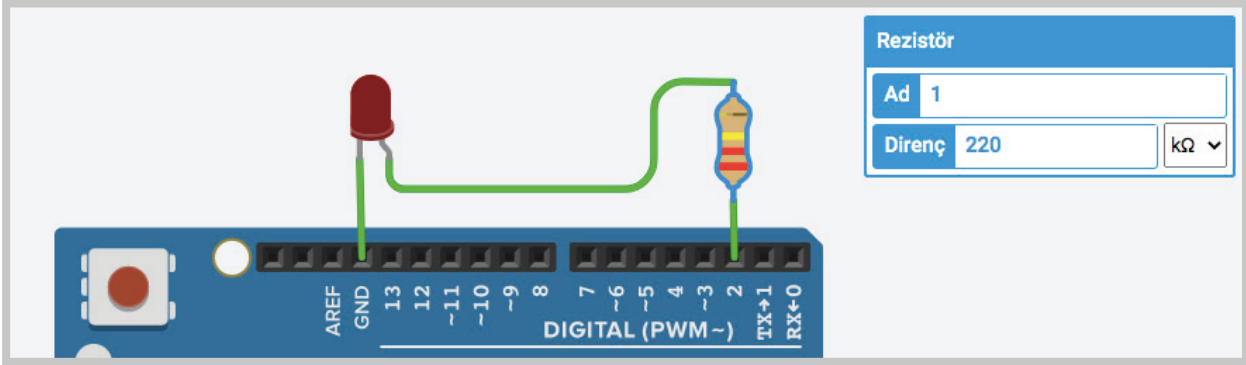 Rezistör
Ad 1
Direnç 220 kΩ
AREF
GND
13
12
~11
~10
~9
8
7
~6
~5
4
~3
2
TX→1
RX←0
DIGITAL (PWM~)